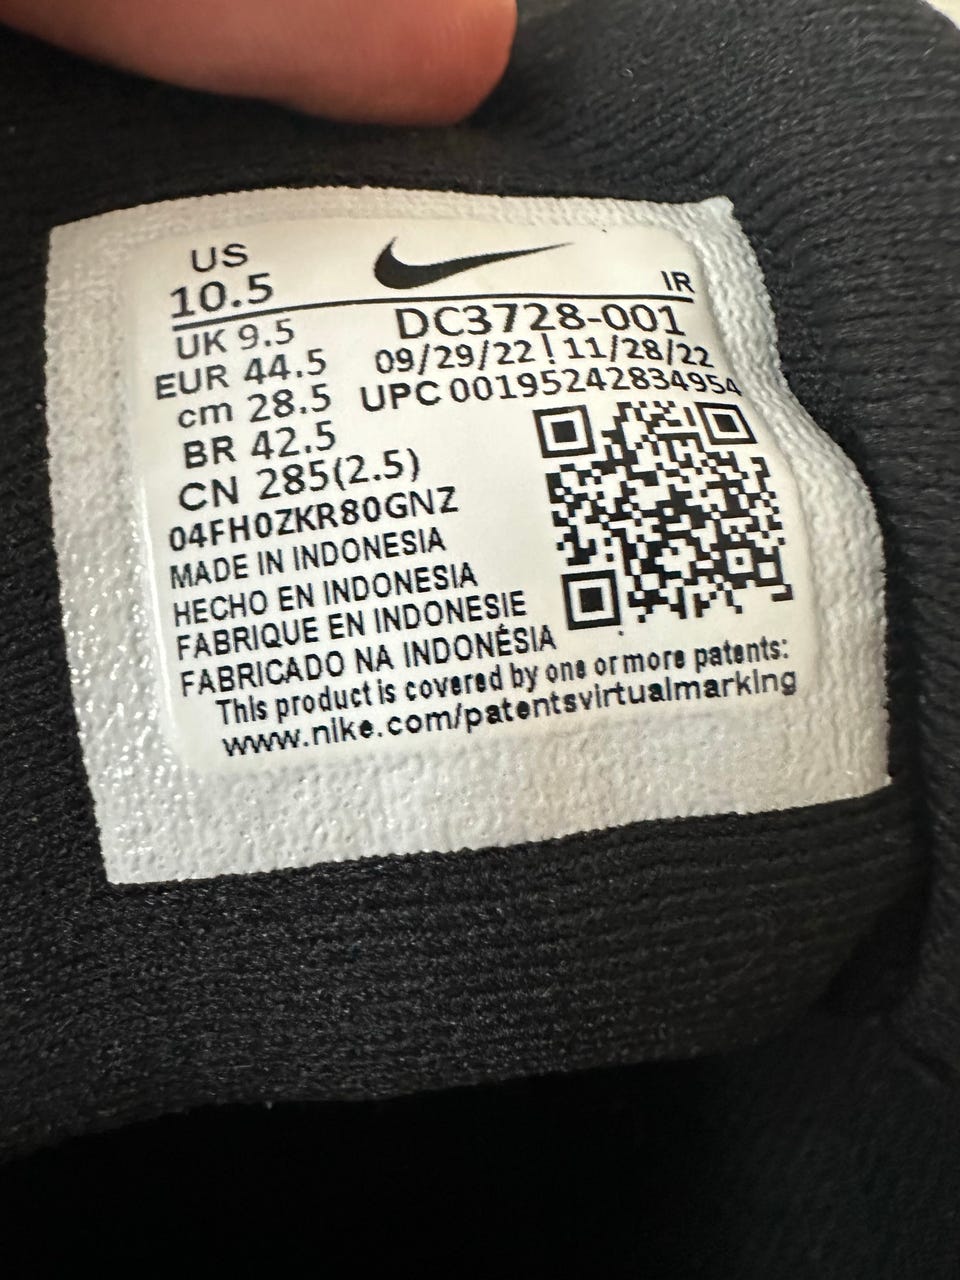 US
10.5
IR
UK 9.5
DC3728-001
EUR 44.5
09/29/22 | 11/28/22
cm 28.5
UPC 00195242834954
BR 42.5
CN 285(2.5)
04FH0ZKR80GNZ
MADE IN INDONESIA
HECHO EN INDONESIA
FABRIQUE EN INDONESIE
FABRICADO NA INDONÉSIA
This product is covered by one or more patents:
www.nike.com/patentsvirtualmarking